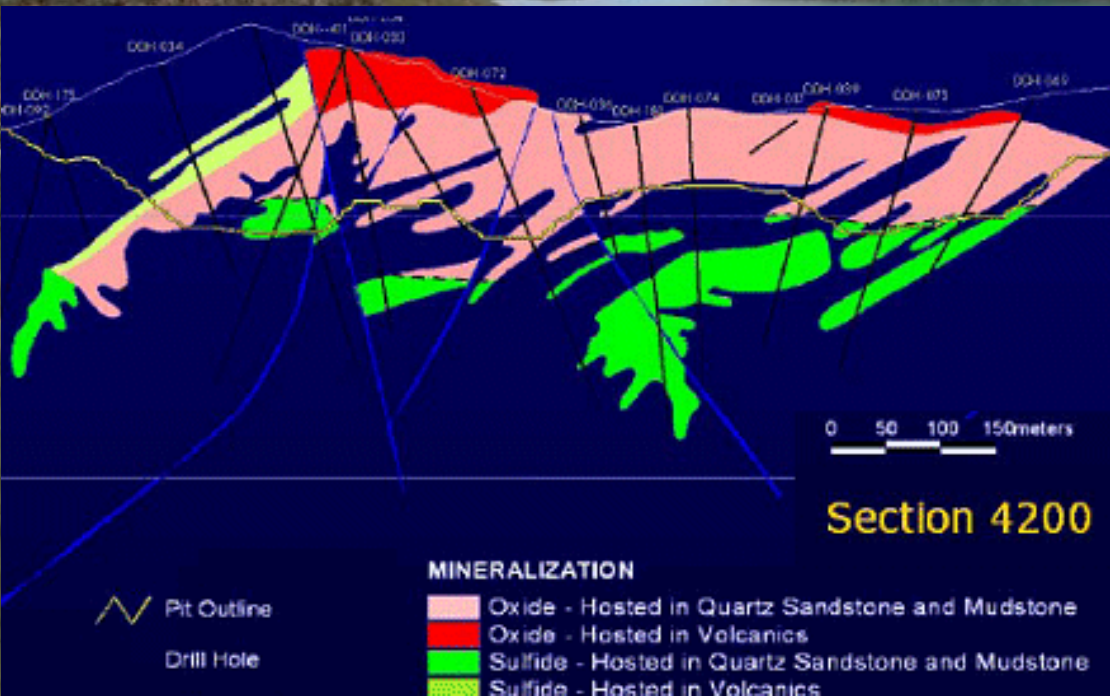 DDH-034
DDH-033
DDH-072
DDH-175
DDH-074
DDH-039
DDH-075
DDH-049
0 50 100 150meters
Section 4200
MINERALIZATION
Pit Outline
Drill Hole
Oxide - Hosted in Quartz Sandstone and Mudstone
Oxide - Hosted in Volcanics
Sulfide - Hosted in Quartz Sandstone and Mudstone
Sulfide - Hosted in Volcanics